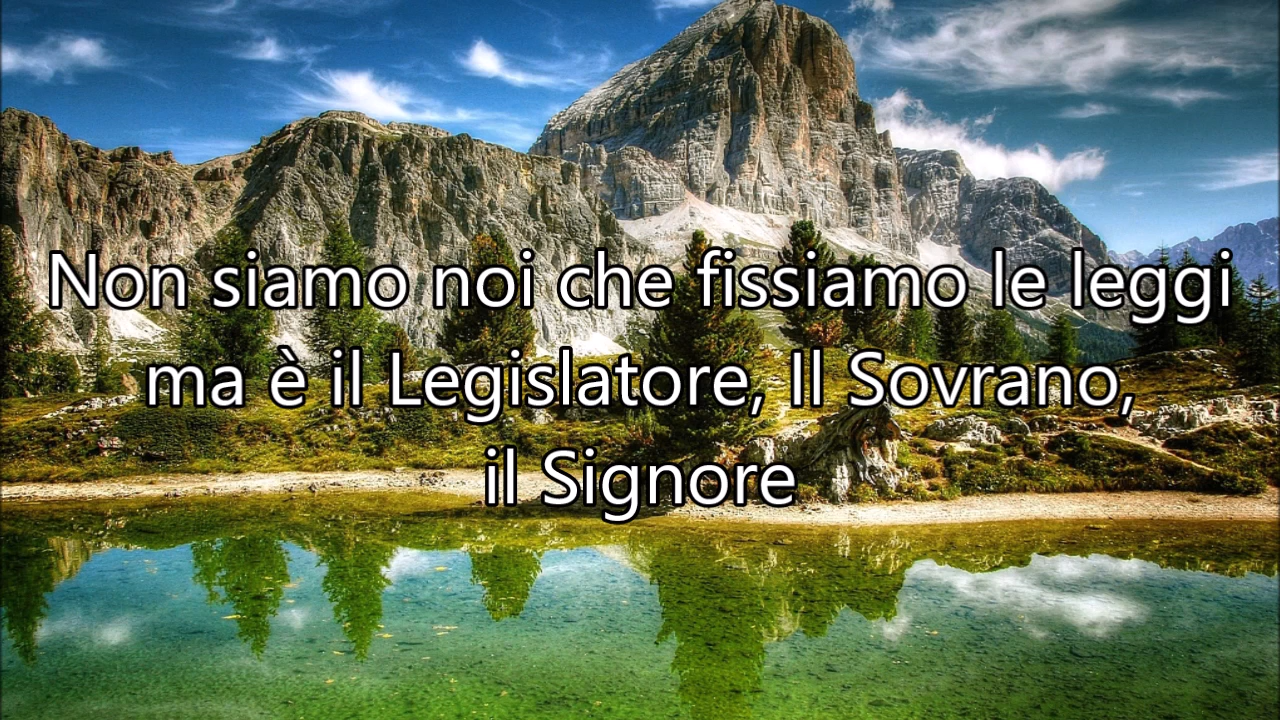 Non siamo noi che fissiamo le leggi
ma è il Legislatore, Il Sovrano,
il Signore